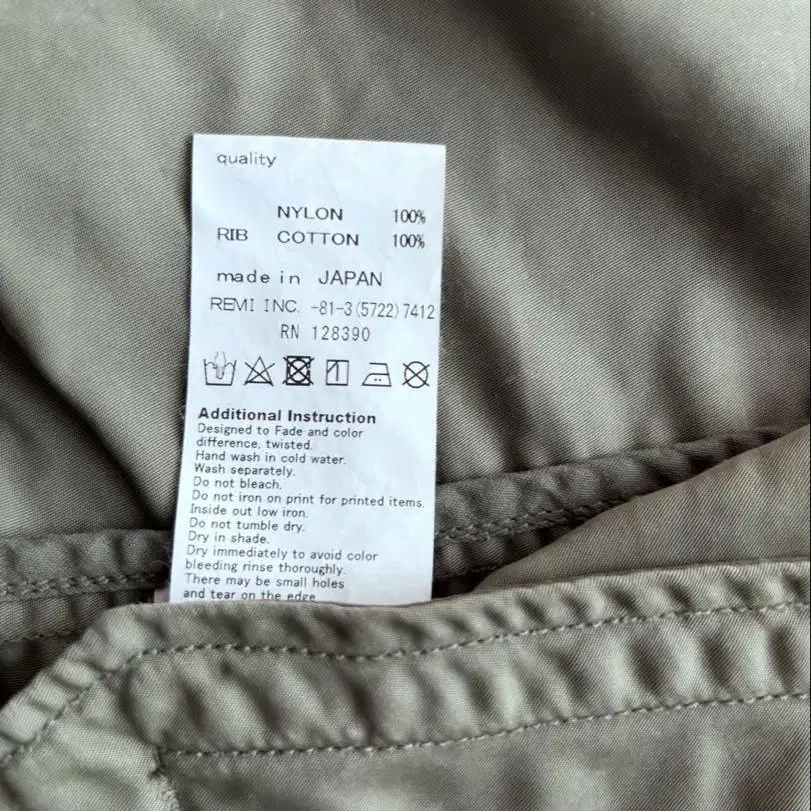 quality
NYLON 100%
RIB COTTON 100%
made in JAPAN
REMI INC. -81-3(5722)7412
RN 128390
Additional Instruction
Designed to Fade and color
difference, twisted.
Hand wash in cold water.
Wash separately.
Do not bleach.
Do not iron on print for printed items.
Inside out low iron.
Do not tumble dry.
Dry in shade.
Dry immediately to avoid color
bleeding rinse thoroughly.
There may be small holes
and tear on the edge